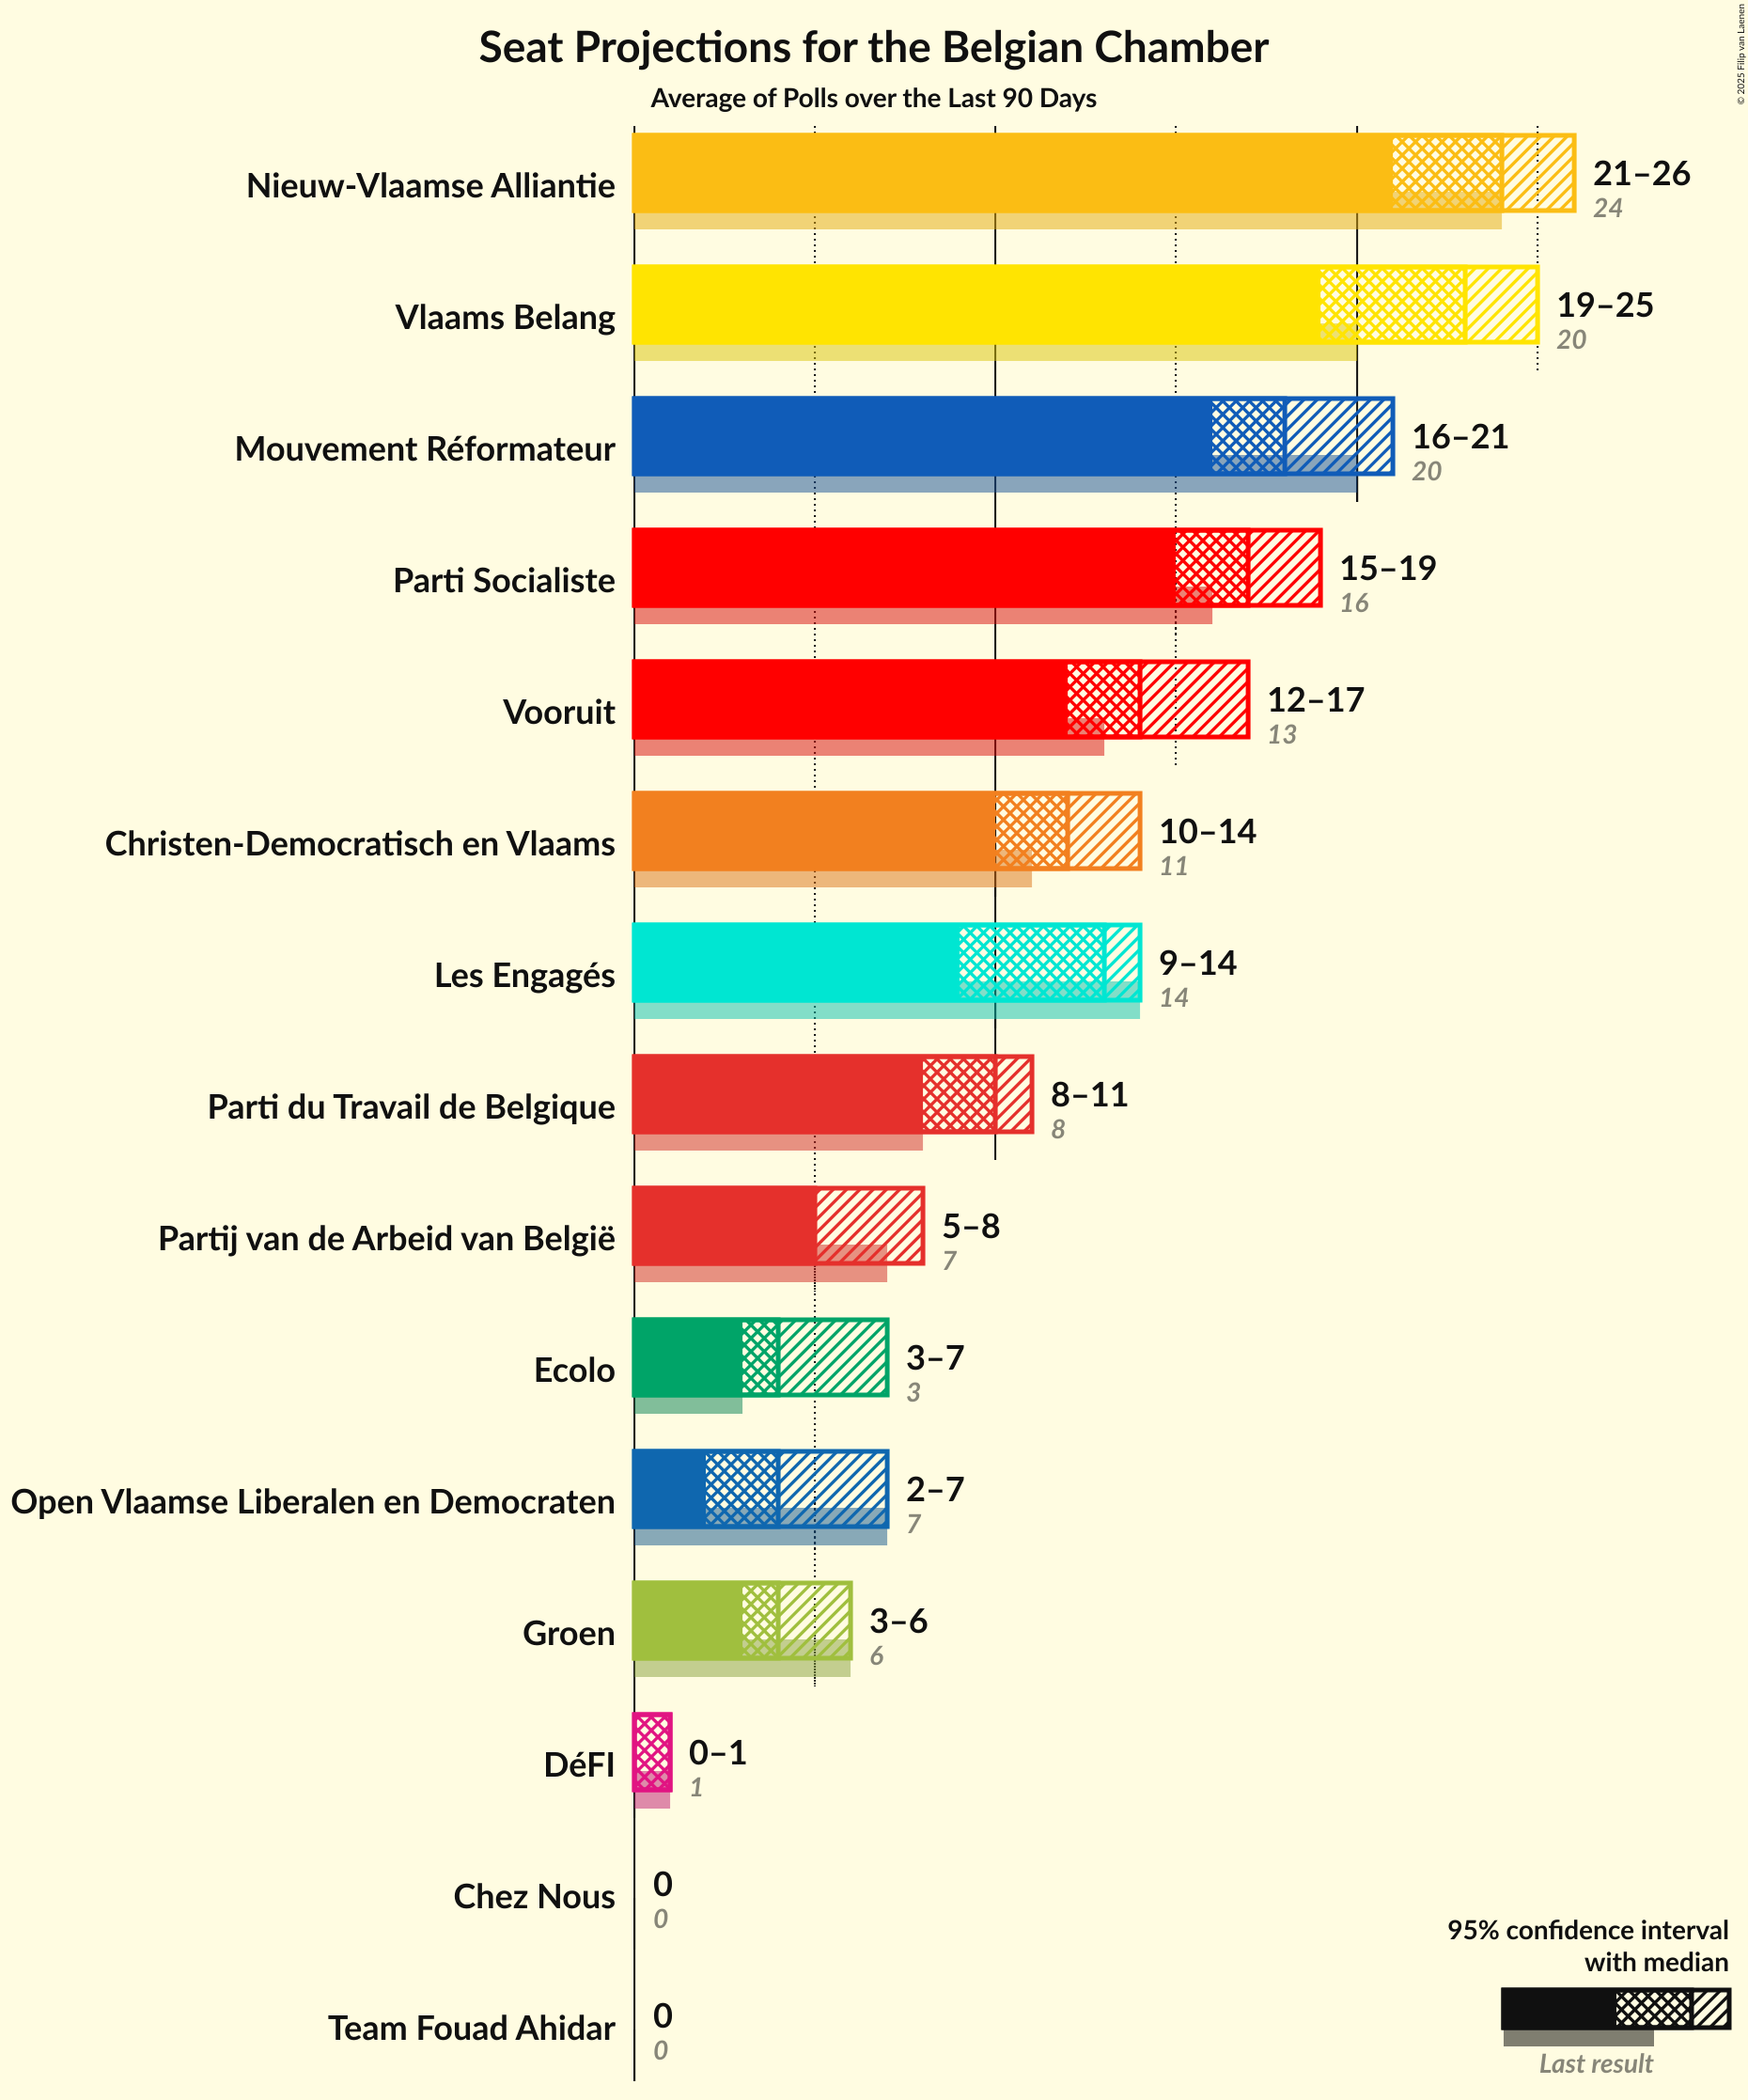 Seat Projections for the Belgian Chamber
Average of Polls over the Last 90 Days
© 2025 Filip van Laenen
Nieuw-Vlaamse Alliantie
21–26
24
Vlaams Belang
19–25
20
Mouvement Réformateur
16–21
20
Parti Socialiste
15–19
16
Vooruit
12–17
13
Christen-Democratisch en Vlaams
10–14
11
Les Engagés
9–14
14
Parti du Travail de Belgique
8–11
8
Partij van de Arbeid van België
5–8
7
Ecolo
3–7
3
Open Vlaamse Liberalen en Democraten
2–7
7
Groen
3–6
6
DéFI
0–1
1
Chez Nous
0
0
Team Fouad Ahidar
0
0
95% confidence interval
with median
Last result